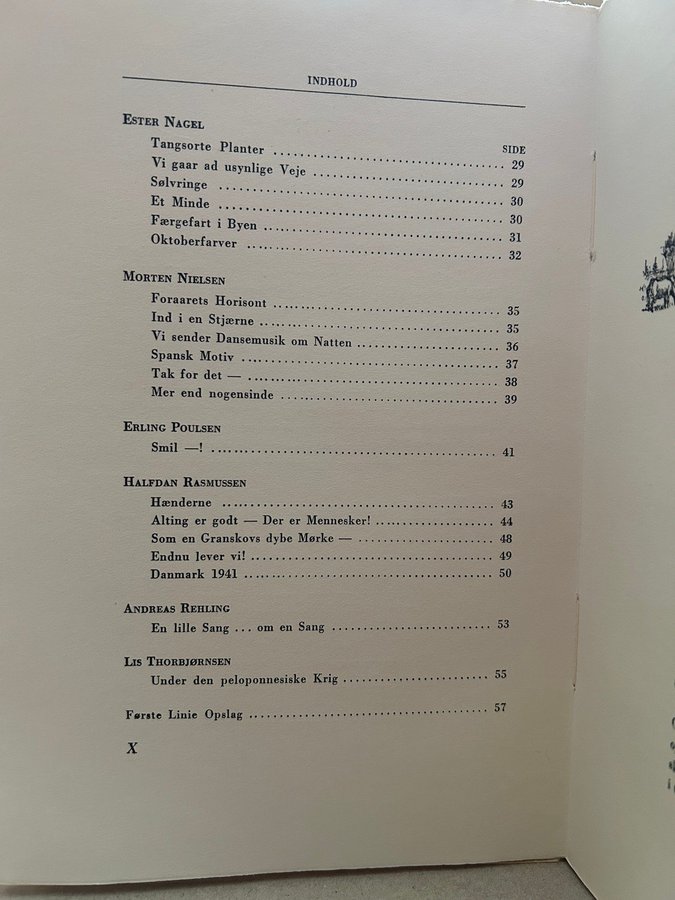 INDHOLD
ESTER NAGEL
SIDE
Tangsorte Planter ........................................ 29
Vi gaar ad usynlige Veje ................................. 29
Sølvringe ................................................ 30
Et Minde ................................................. 30
Færgefart i Byen ......................................... 31
Oktoberfarver ............................................ 32
MORTEN NIELSEN
Foraarets Horisont ....................................... 35
Ind i en Stjærne ......................................... 35
Vi sender Dansemusik om Natten ........................... 36
Spansk Motiv ............................................. 37
Tak for det — ............................................ 38
Mer end nogensinde ....................................... 39
ERLING POULSEN
Smil —! .................................................. 41
HALFDAN RASMUSSEN
Hænderne ................................................. 43
Alting er godt — Der er Mennesker! ....................... 44
Som en Granskovs dybe Mørke — ............................ 48
Endnu lever vi! .......................................... 49
Danmark 1941 ............................................. 50
ANDREAS REHLING
En lille Sang ... om en Sang ............................. 53
LIS THORBJØRNSEN
Under den peloponnesiske Krig ............................ 55
Første Linie Opslag ...................................... 57
X